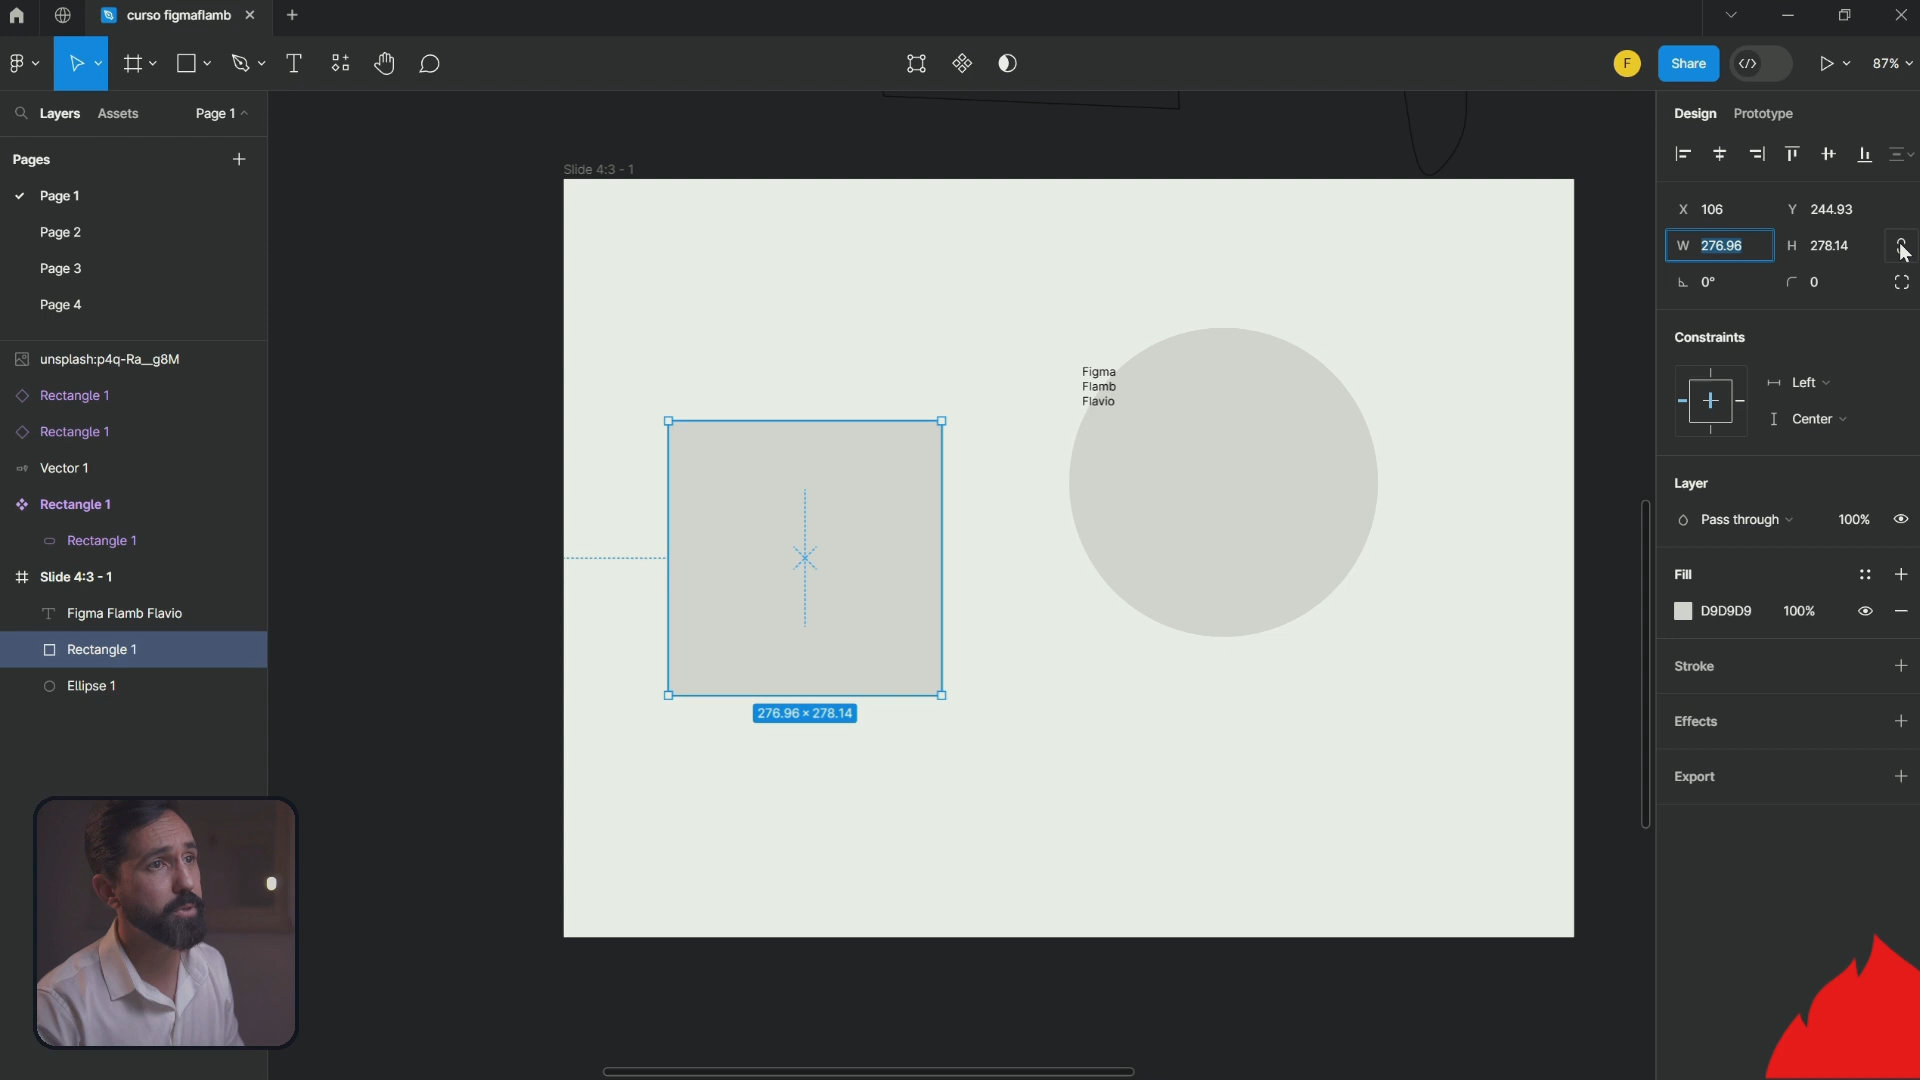 curso figmaflamb
F
Share
87%
Layers
Assets
Page 1
Design
Prototype
Pages
Page 1
Page 2
Page 3
Page 4
X 106
Y 244.93
W 276.96
H 278.14
0°
0
Constraints
Left
Center
Layer
Pass through
100%
Fill
D9D9D9
100%
Stroke
Effects
Export
unsplash:p4q-Ra__g8M
Rectangle 1
Rectangle 1
Vector 1
Rectangle 1
Rectangle 1
Slide 4:3 - 1
Figma Flamb Flavio
Rectangle 1
Ellipse 1
Slide 4:3 - 1
Figma
Flamb
Flavio
276.96 × 278.14